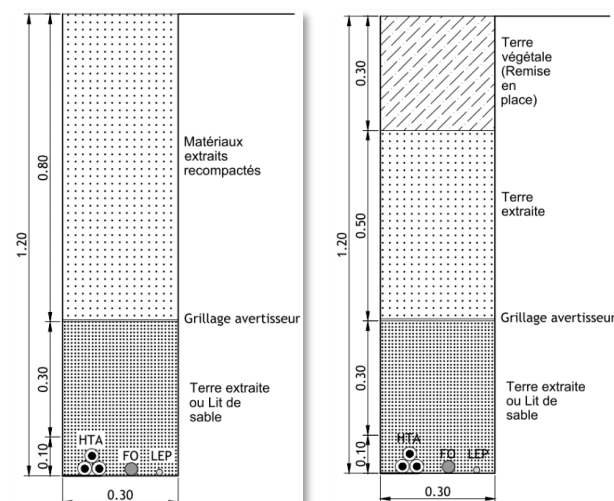 1.20
0.80
0.30
0.10
Matériaux
extraits
recompactés
Grillage avertisseur
Terre extraite
ou Lit de
sable
HTA
FO
LEP
0.30
1.20
0.30
0.50
0.30
0.10
Terre
végétale
(Remise
en
place)
Terre
extraite
Grillage avertisseur
Terre extraite
ou Lit de
sable
HTA
FO
LEP
0.30